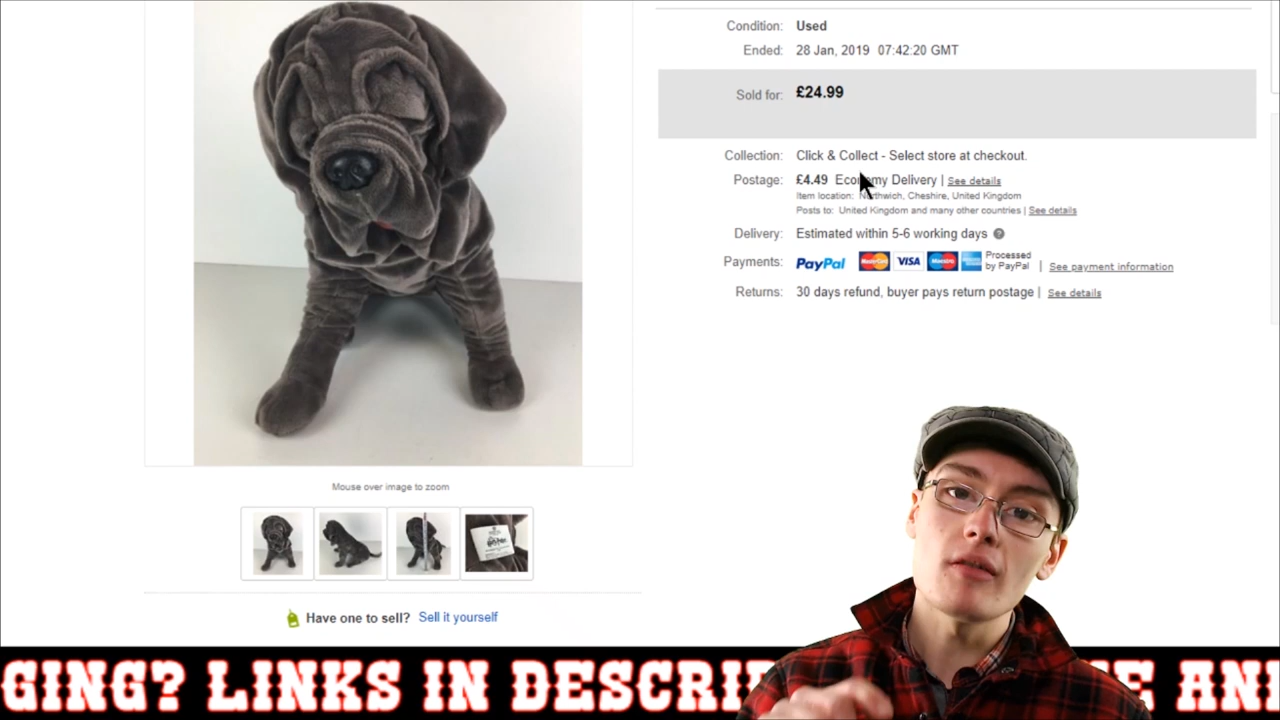 Condition: Used
Ended: 28 Jan, 2019 07:42:20 GMT
Sold for: £24.99
Collection: Click & Collect - Select store at checkout.
Postage: £4.49 Economy Delivery | See details
Item location: Northwich, Cheshire, United Kingdom
Posts to: United Kingdom and many other countries | See details
Delivery: Estimated within 5-6 working days
Payments: PayPal MasterCard VISA Maestro Processed by PayPal | See payment information
Returns: 30 days refund, buyer pays return postage | See details
Mouse over image to zoom
Have one to sell? Sell it yourself
GING? LINKS IN DESCRI E AN